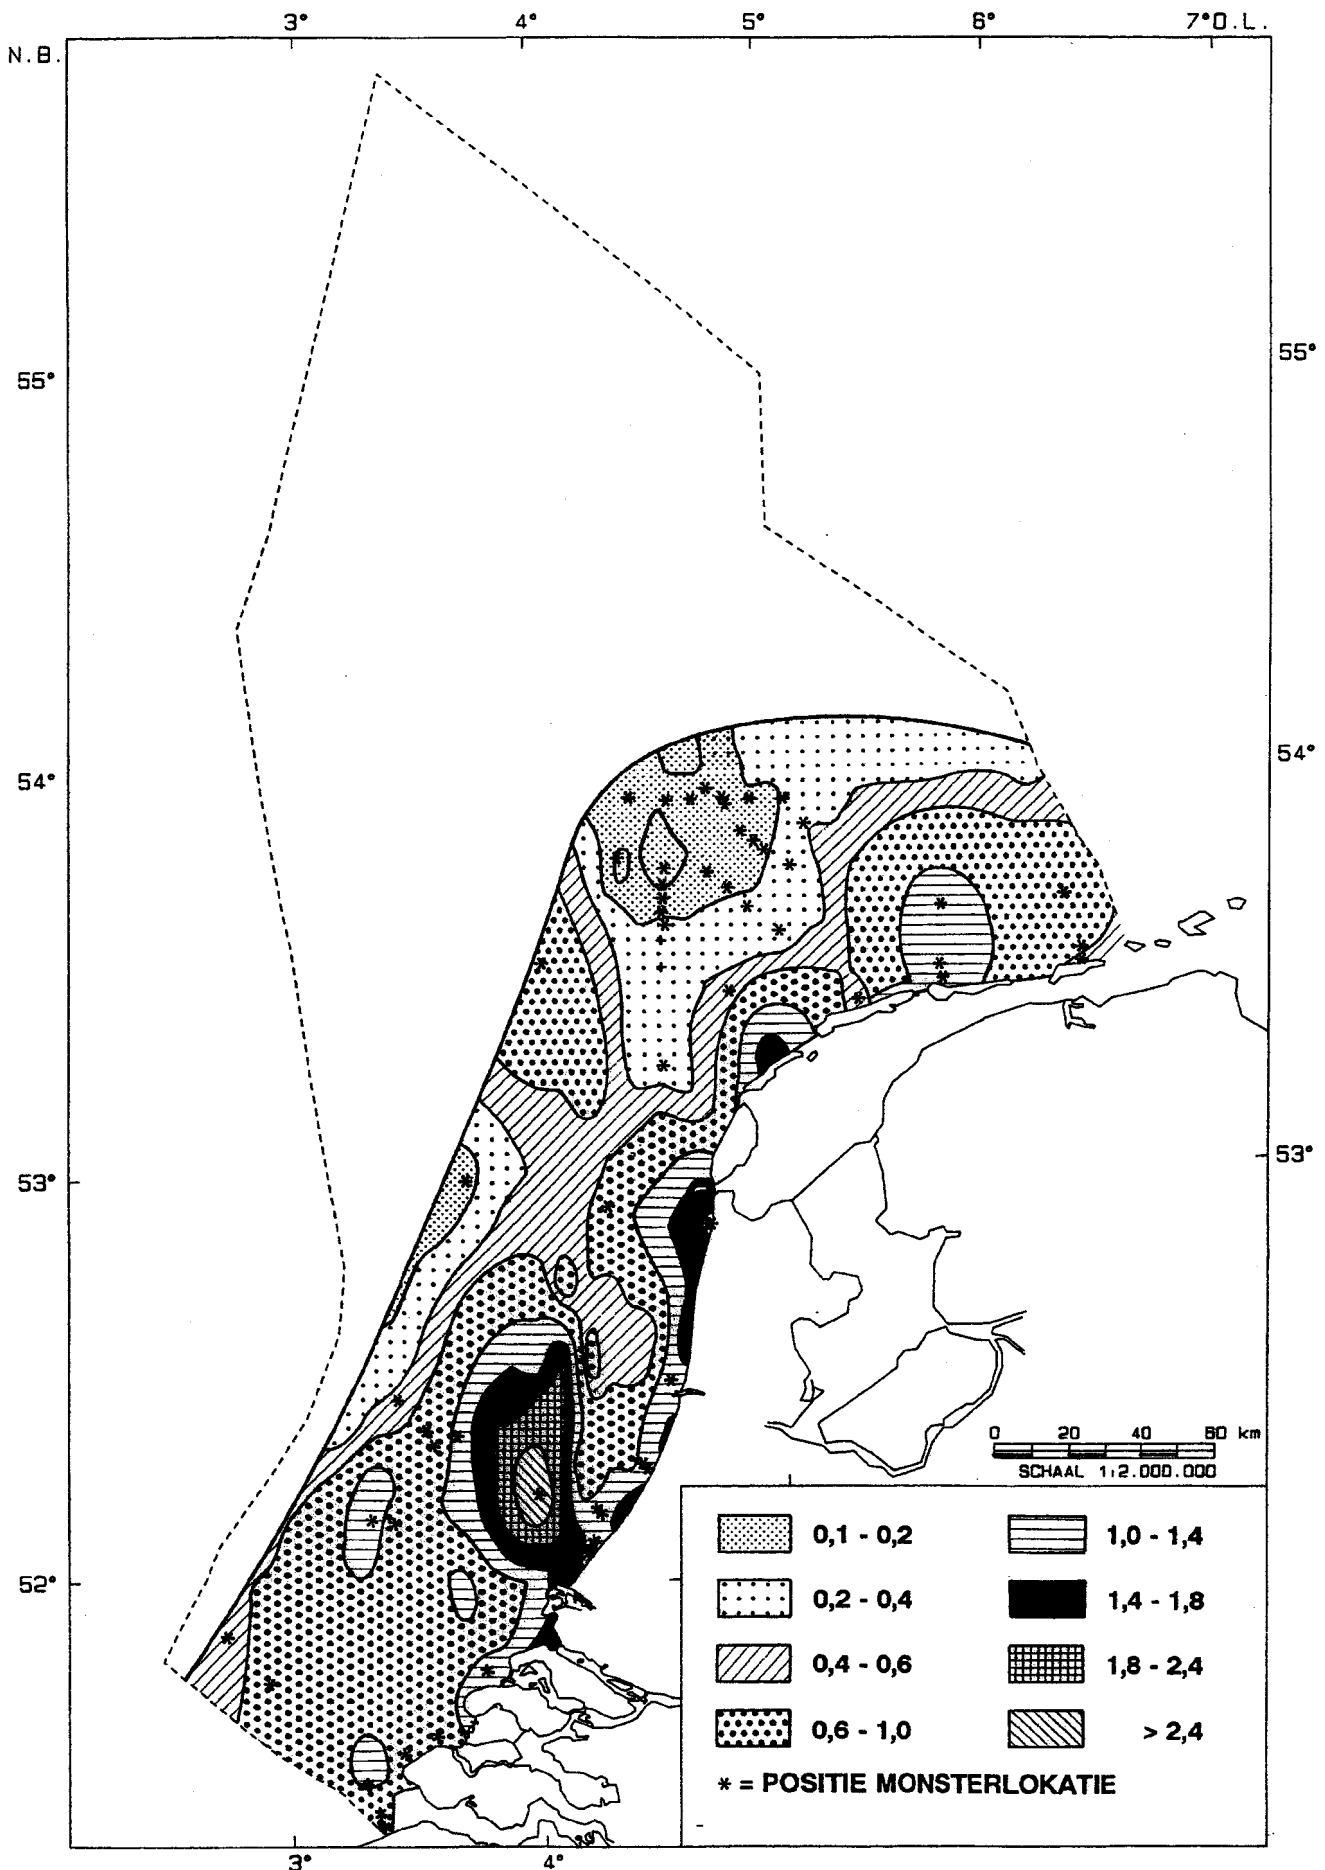 3° 4° 5° 6° 7°O.L.
N.B.
55° 55°
54° 54°
53° 53°
0 20 40 60 80 km
SCHAAL 1:2.000.000
52°
0,1 - 0,2 1,0 - 1,4
0,2 - 0,4 1,4 - 1,8
0,4 - 0,6 1,8 - 2,4
0,6 - 1,0 > 2,4
* = POSITIE MONSTERLOKATIE
3° 4°